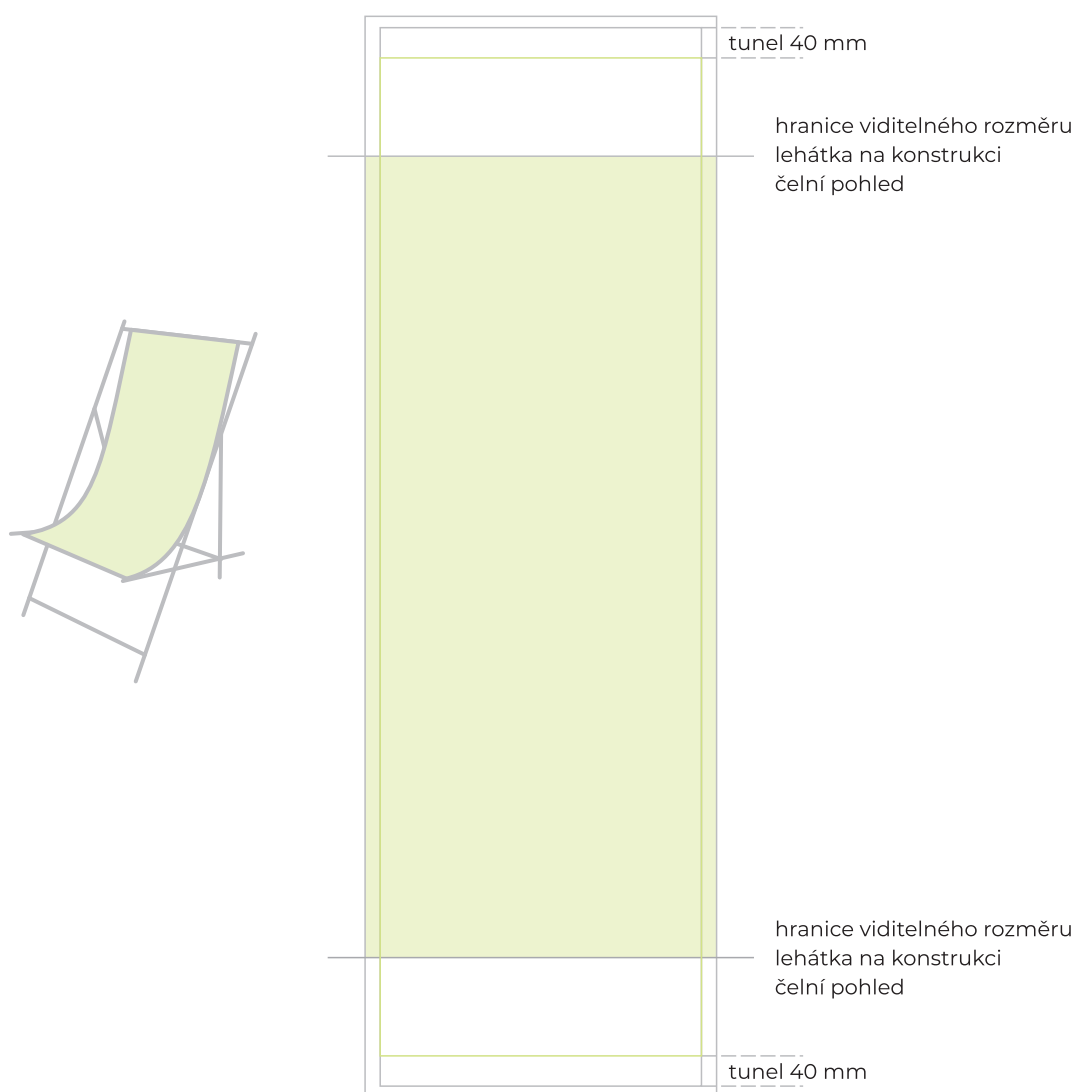 tunel 40 mm
hranice viditelného rozměru
lehátka na konstrukci
čelní pohled
hranice viditelného rozměru
lehátka na konstrukci
čelní pohled
tunel 40 mm